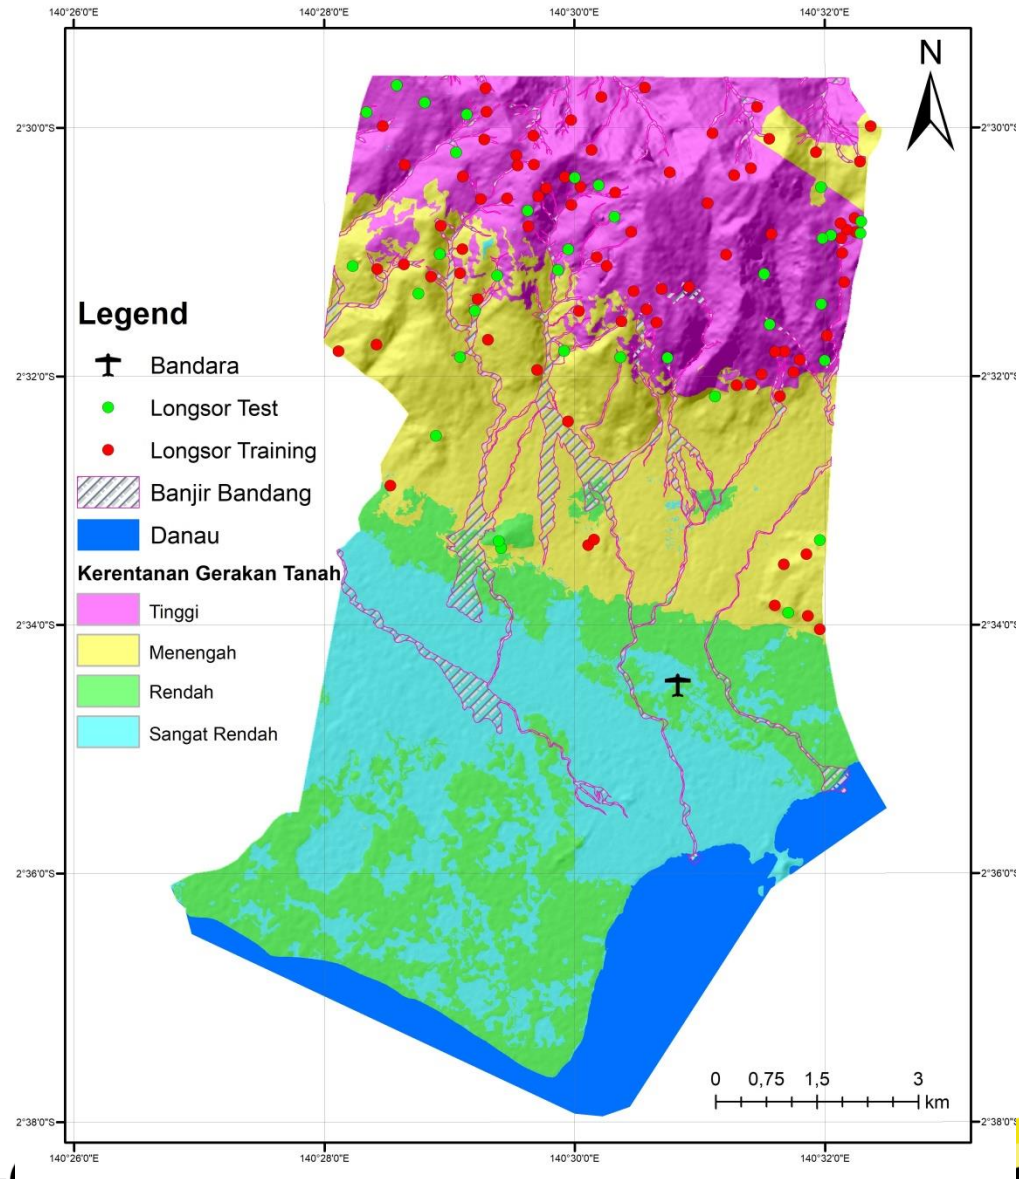 140°26'0"E 140°28'0"E 140°30'0"E 140°32'0"E
N
2°30'0"S 2°30'0"S
2°32'0"S 2°32'0"S
2°34'0"S 2°34'0"S
2°36'0"S 2°36'0"S
2°38'0"S 2°38'0"S
Legend
Bandara
Longsor Test
Longsor Training
Banjir Bandang
Danau
Kerentanan Gerakan Tanah
Tinggi
Menengah
Rendah
Sangat Rendah
0 0,75 1,5 3
km
140°26'0"E 140°28'0"E 140°30'0"E 140°32'0"E